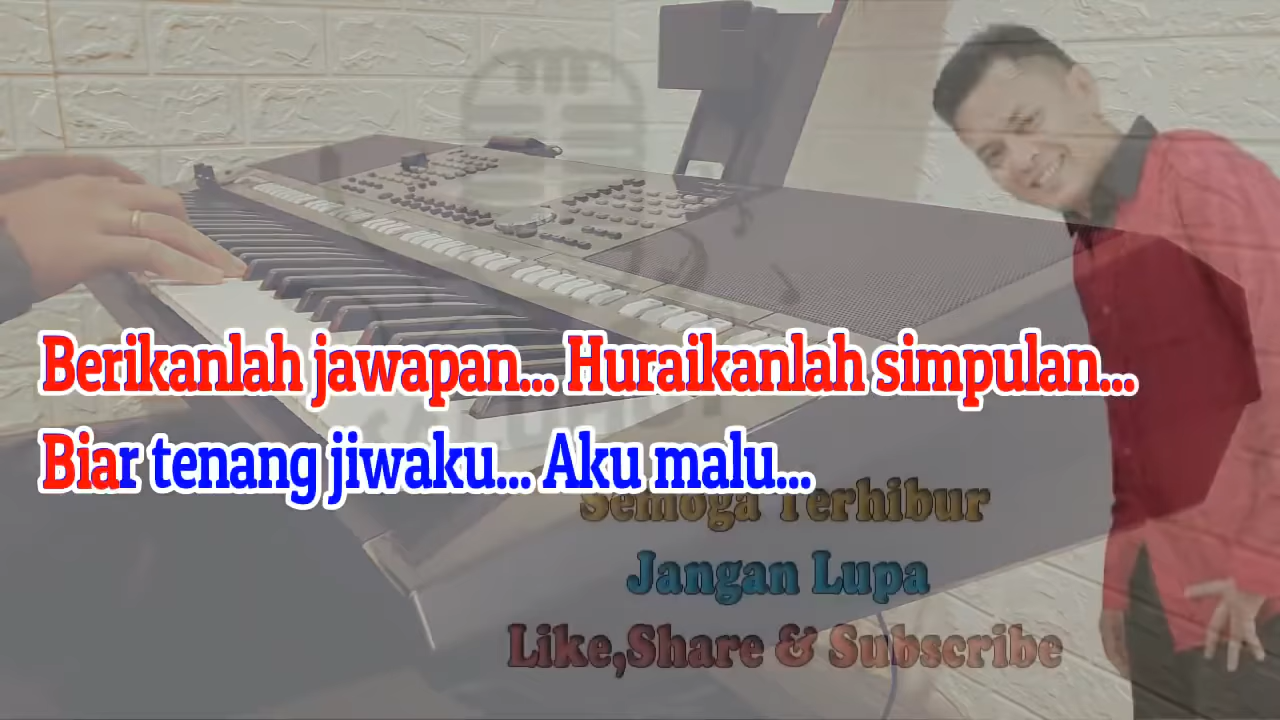 Berikanlah jawapan... Huraikanlah simpulan...
Biar tenang jiwaku... Aku malu...
Semoga Terhibur
Jangan Lupa
Like,Share & Subscribe